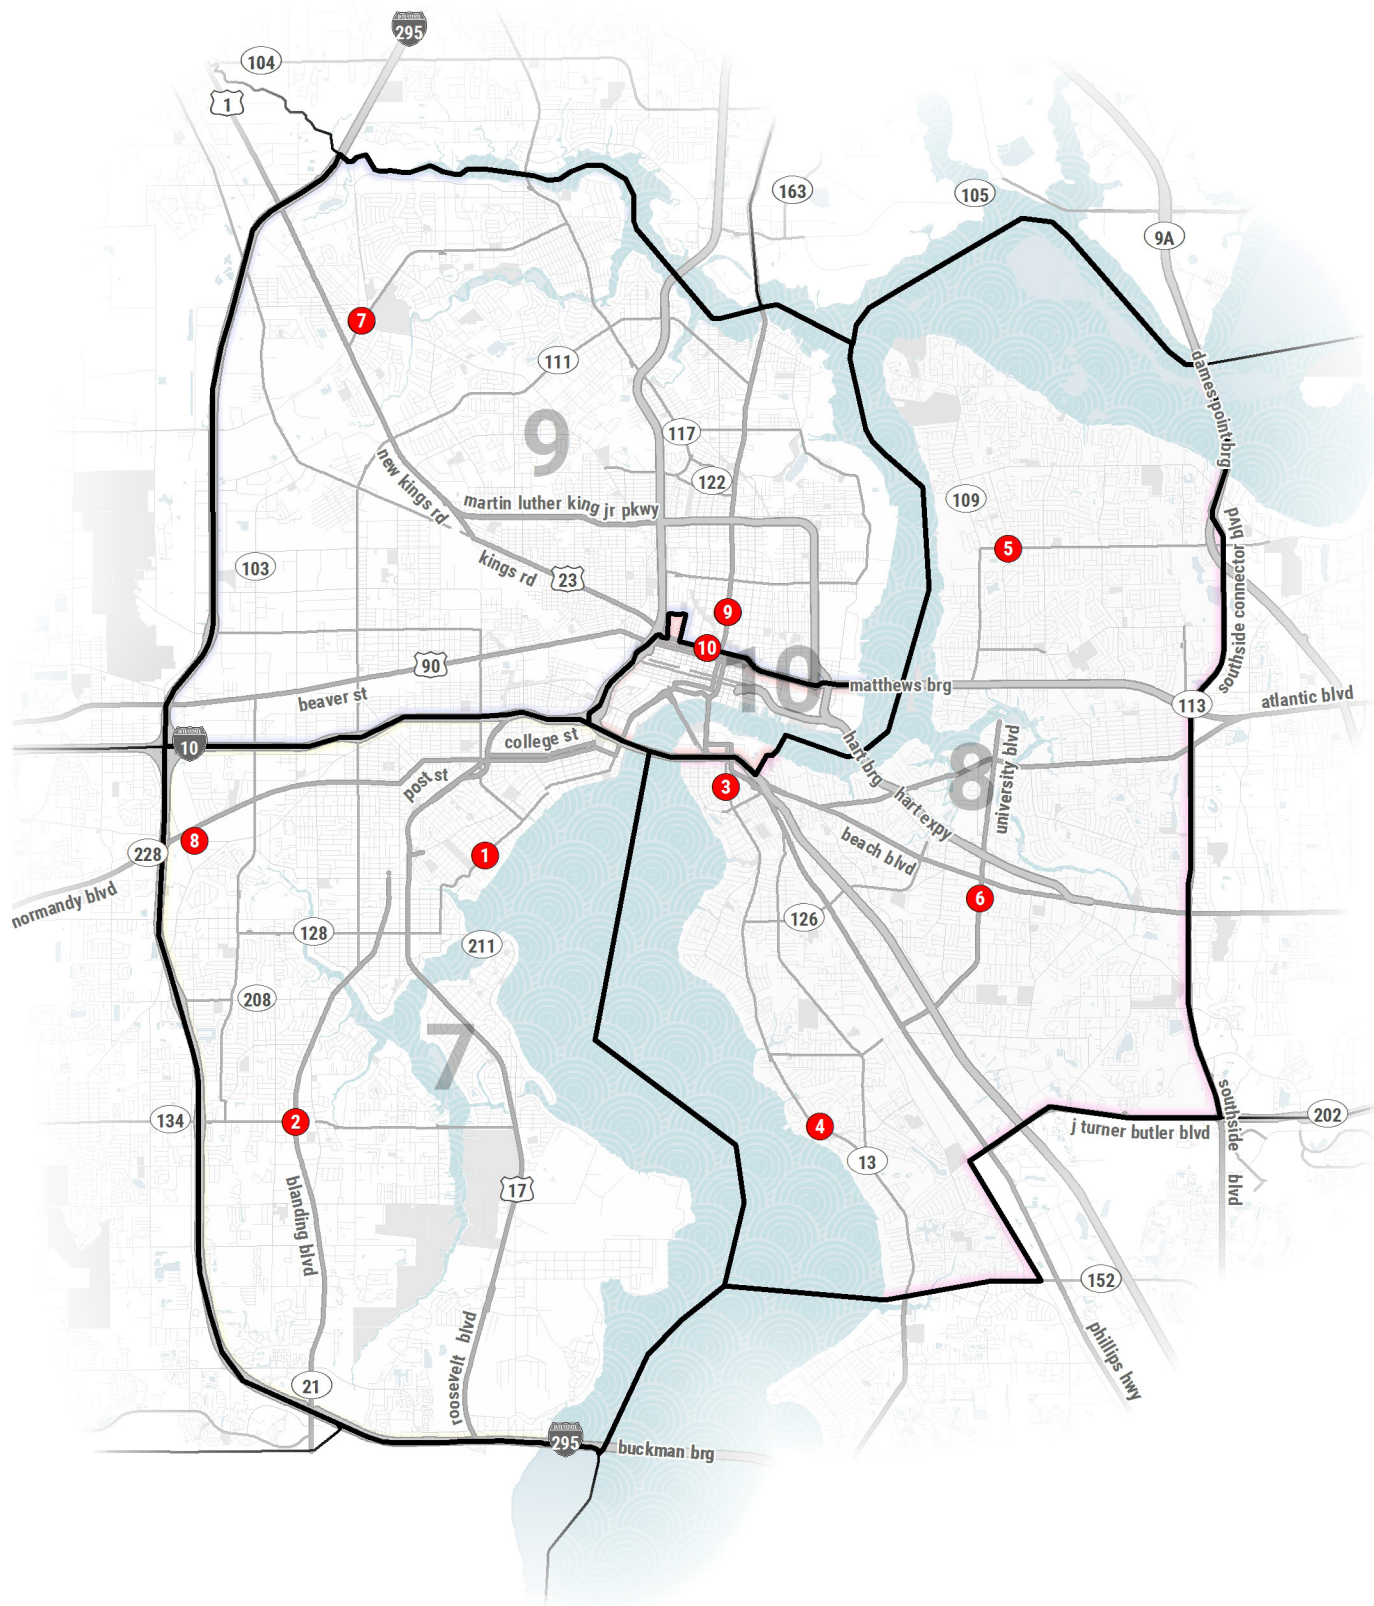 INTERSTATE
295
104
1
163
105
9A
7
dames point brg
111
9
117
new kings rd
122
martin luther king jr pkwy
109
southside connector blvd
5
kings rd
103
23
9
10
90
10
beaver st
matthews brg
113
atlantic blvd
INTERSTATE
10
college st
hart brg
university blvd
8
post st
3
hart expy
8
228
1
beach blvd
normandy blvd
6
126
128
211
208
7
134
2
4
southside blvd
202
j turner butler blvd
13
blanding blvd
17
152
roosevelt blvd
phillips hwy
21
INTERSTATE
295
buckman brg